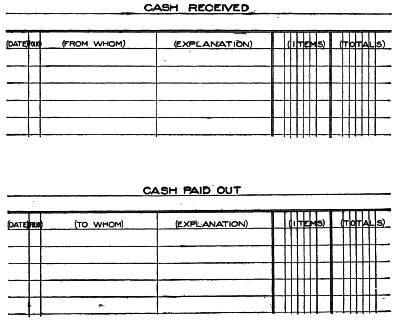 CASH RECEIVED
(DATE) (FOLIO) (FROM WHOM) (EXPLANATION) (ITEMS) (TOTALS)
CASH PAID OUT
(DATE) (FOLIO) (TO WHOM) (EXPLANATION) (ITEMS) (TOTALS)